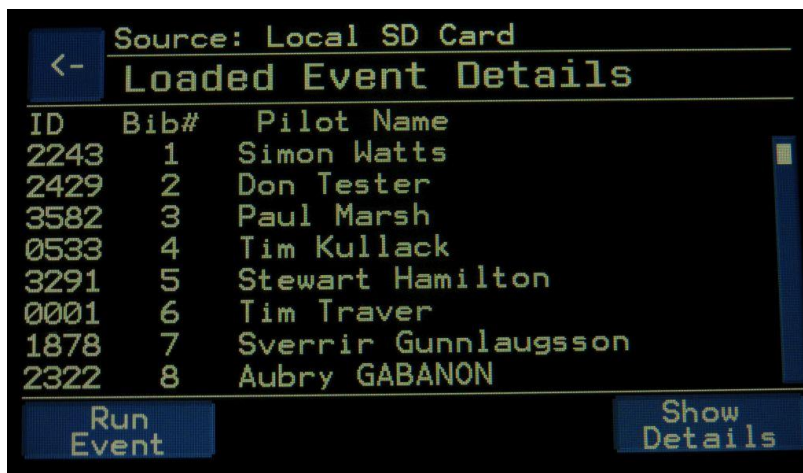 Source: Local SD Card
<- Loaded Event Details
ID Bib# Pilot Name
2243 1 Simon Watts
2429 2 Don Tester
3582 3 Paul Marsh
0533 4 Tim Kullack
3291 5 Stewart Hamilton
0001 6 Tim Traver
1878 7 Sverrir Gunnlaugsson
2322 8 Aubry GABANON
Run Show
Event Details